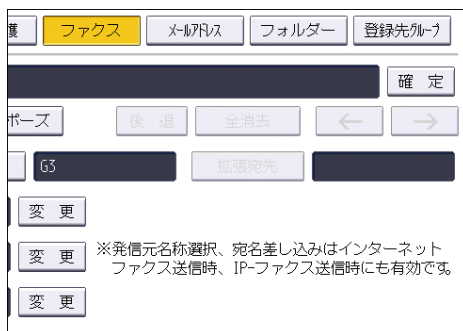 護 ファクス メールアドレス フォルダー 登録先グループ
確 定
ポーズ 後 退 全消去 ← →
G3 拡張宛先
変 更
変 更 ※発信元名称選択、宛名差し込みはインターネット
ファクス送信時、IP-ファクス送信時にも有効です。
変 更